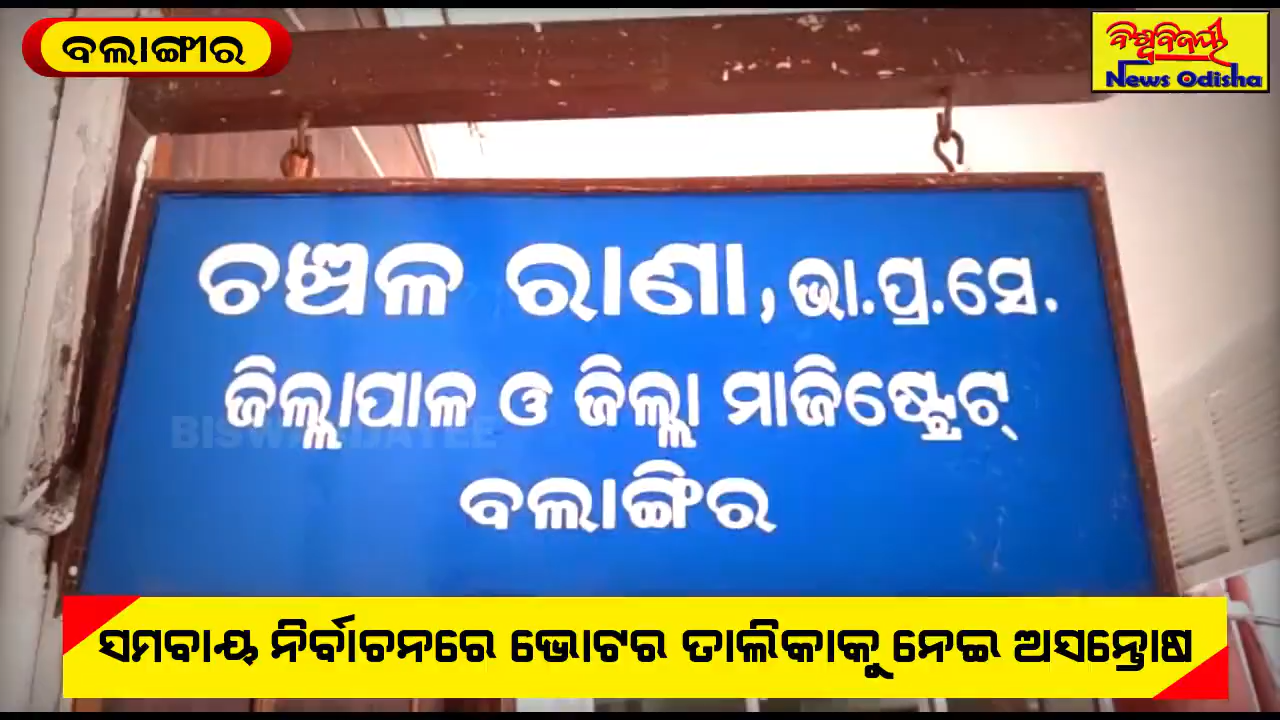 ବଲାଙ୍ଗୀର
ବିଶ୍ୱବିଜୟୀ
News Odisha
ଚଞ୍ଚଳ ରାଣା, ଭା.ପ୍ର.ସେ.
ଜିଲ୍ଲାପାଳ ଓ ଜିଲ୍ଲା ମାଜିଷ୍ଟ୍ରେଟ୍
ବଲାଙ୍ଗିର
ସମବାୟ ନିର୍ବାଚନରେ ଭୋଟର ତାଲିକାକୁ ନେଇ ଅସନ୍ତୋଷ